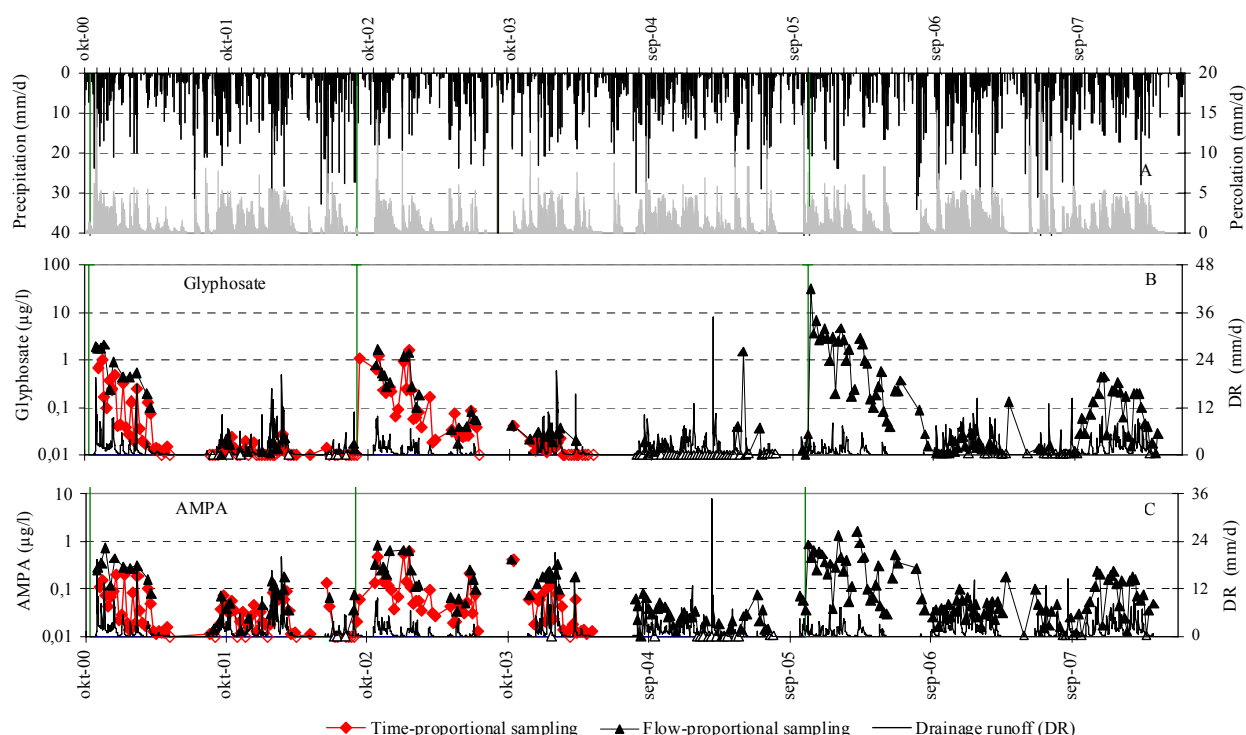 okt-00 okt-01 okt-02 okt-03 sep-04 sep-05 sep-06 sep-07
Precipitation (mm/d)
0
10
20
30
40
20
15
10
5
0
Percolation (mm/d)
A
Glyphosate (µg/l)
100
10
1
0,1
0,01
Glyphosate
B
48
36
24
12
0
DR (mm/d)
AMPA (µg/l)
10
1
0,1
0,01
AMPA
C
36
24
12
0
DR (mm/d)
okt-00 okt-01 okt-02 okt-03 sep-04 sep-05 sep-06 sep-07
Time-proportional sampling Flow-proportional sampling Drainage runoff (DR)